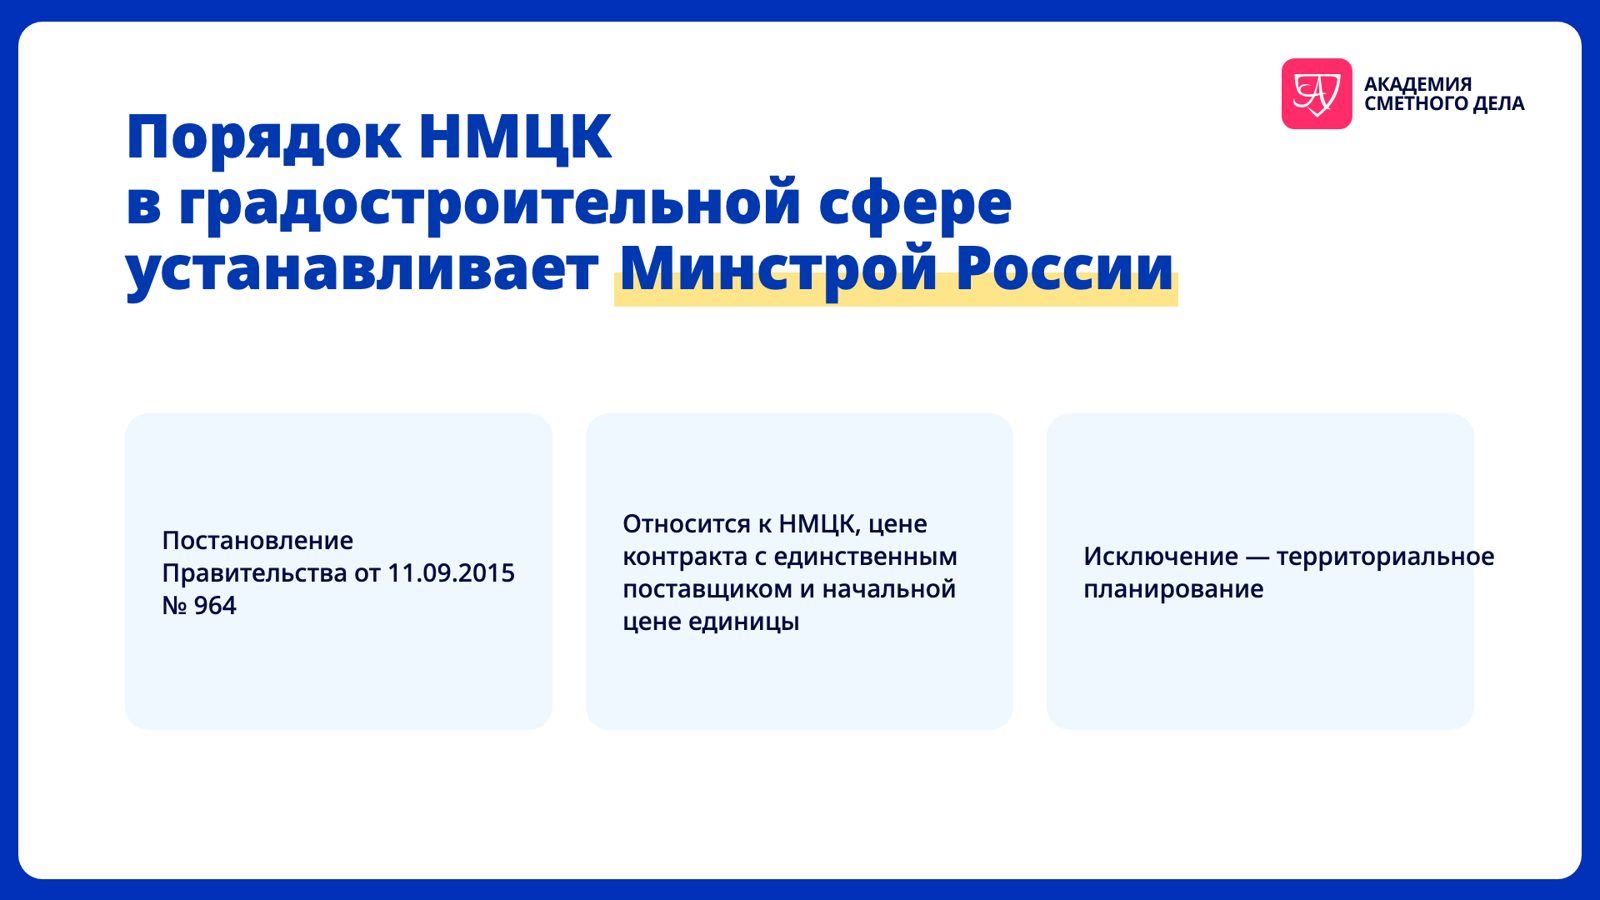 АКАДЕМИЯ
СМЕТНОГО ДЕЛА
Порядок НМЦК
в градостроительной сфере
устанавливает Минстрой России
Постановление
Правительства от 11.09.2015
№ 964
Относится к НМЦК, цене
контракта с единственным
поставщиком и начальной
цене единицы
Исключение — территориальное
планирование